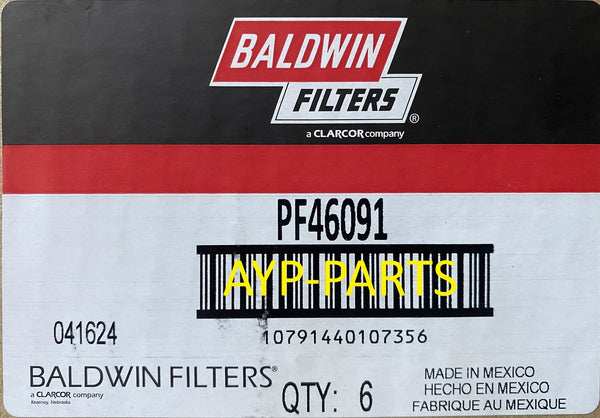 BALDWIN
FILTERS®
a CLARCOR company
PF46091
AYP-PARTS
10791440107356
041624
BALDWIN FILTERS®
a CLARCOR company
Kearney, Nebraska
QTY: 6
MADE IN MEXICO
HECHO EN MEXICO
FABRIQUE AU MEXIQUE